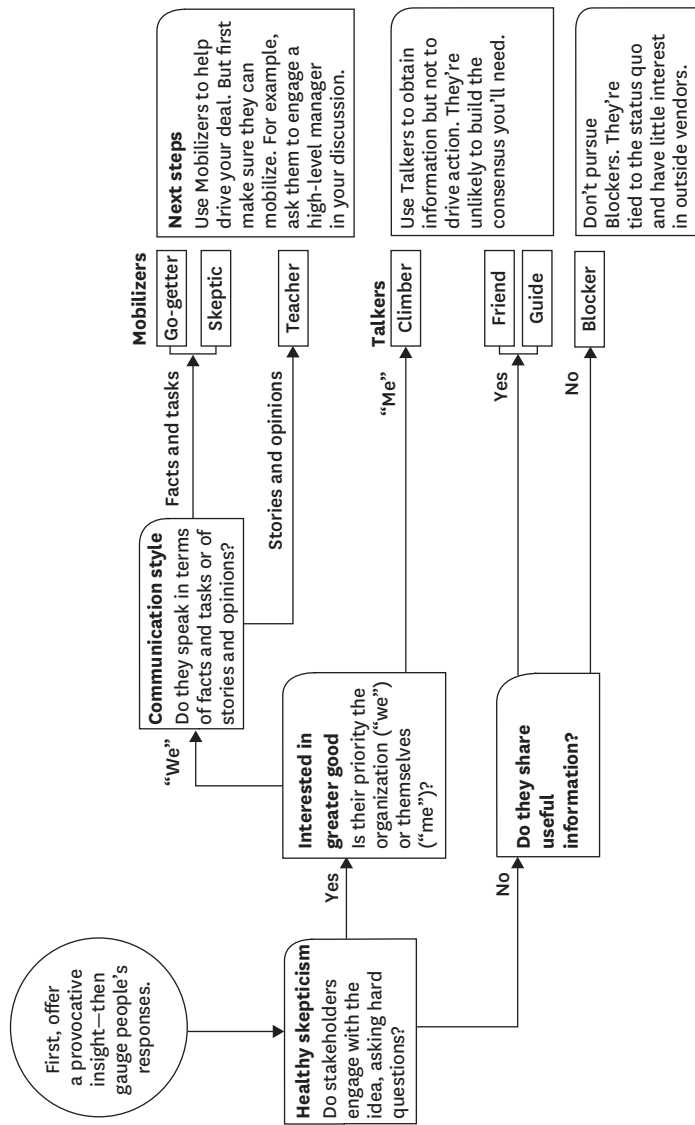 First, offer
a provocative
insight—then
gauge people's
responses.
Healthy skepticism
Do stakeholders
engage with the
idea, asking hard
questions?
Yes
No
Interested in
greater good
Is their priority the
organization (“we”)
or themselves
(“me”)?
“We”
“Me”
Communication style
Do they speak in terms
of facts and tasks or of
stories and opinions?
Facts and tasks
Stories and opinions
Do they share
useful
information?
Yes
No
Mobilizers
Go-getter
Skeptic
Teacher
Talkers
Climber
Friend
Guide
Blocker
Next steps
Use Mobilizers to help
drive your deal. But first
make sure they can
mobilize. For example,
ask them to engage a
high-level manager
in your discussion.
Use Talkers to obtain
information but not to
drive action. They're
unlikely to build the
consensus you'll need.
Don't pursue
Blockers. They're
tied to the status quo
and have little interest
in outside vendors.